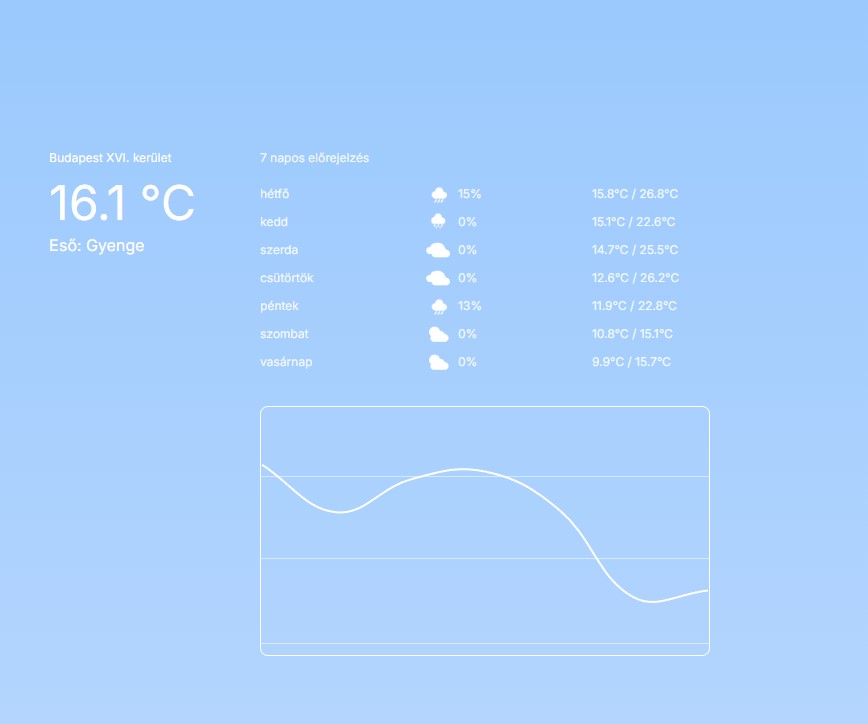 Budapest XVI. kerület
16.1 °C
Eső: Gyenge
7 napos előrejelzés
hétfő 15% 15.8°C / 26.8°C
kedd 0% 15.1°C / 22.6°C
szerda 0% 14.7°C / 25.5°C
csütörtök 0% 12.6°C / 26.2°C
péntek 13% 11.9°C / 22.8°C
szombat 0% 10.8°C / 15.1°C
vasárnap 0% 9.9°C / 15.7°C